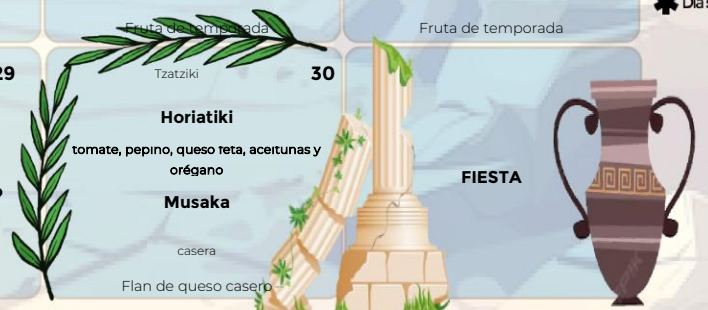 Fruta de temporada
Fruta de temporada
Día
29
Tzatziki
30
Horiatiki
tomate, pepino, queso feta, aceitunas y
orégano
Musaka
FIESTA
casera
Flan de queso casero